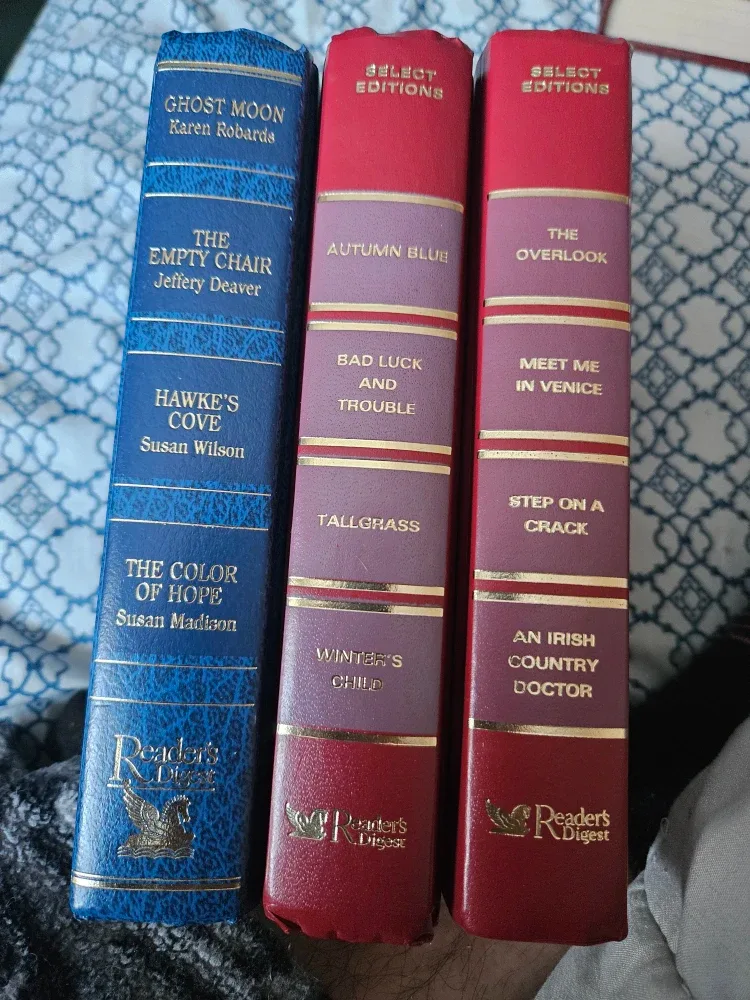 GHOST MOON
Karen Robards
THE
EMPTY CHAIR
Jeffery Deaver
HAWKE'S
COVE
Susan Wilson
THE COLOR
OF HOPE
Susan Madison
Reader's
Digest
SELECT
EDITIONS
AUTUMN BLUE
BAD LUCK
AND
TROUBLE
TALLGRASS
WINTER'S
CHILD
Reader's
Digest
SELECT
EDITIONS
THE
OVERLOOK
MEET ME
IN VENICE
STEP ON A
CRACK
AN IRISH
COUNTRY
DOCTOR
Reader's
Digest